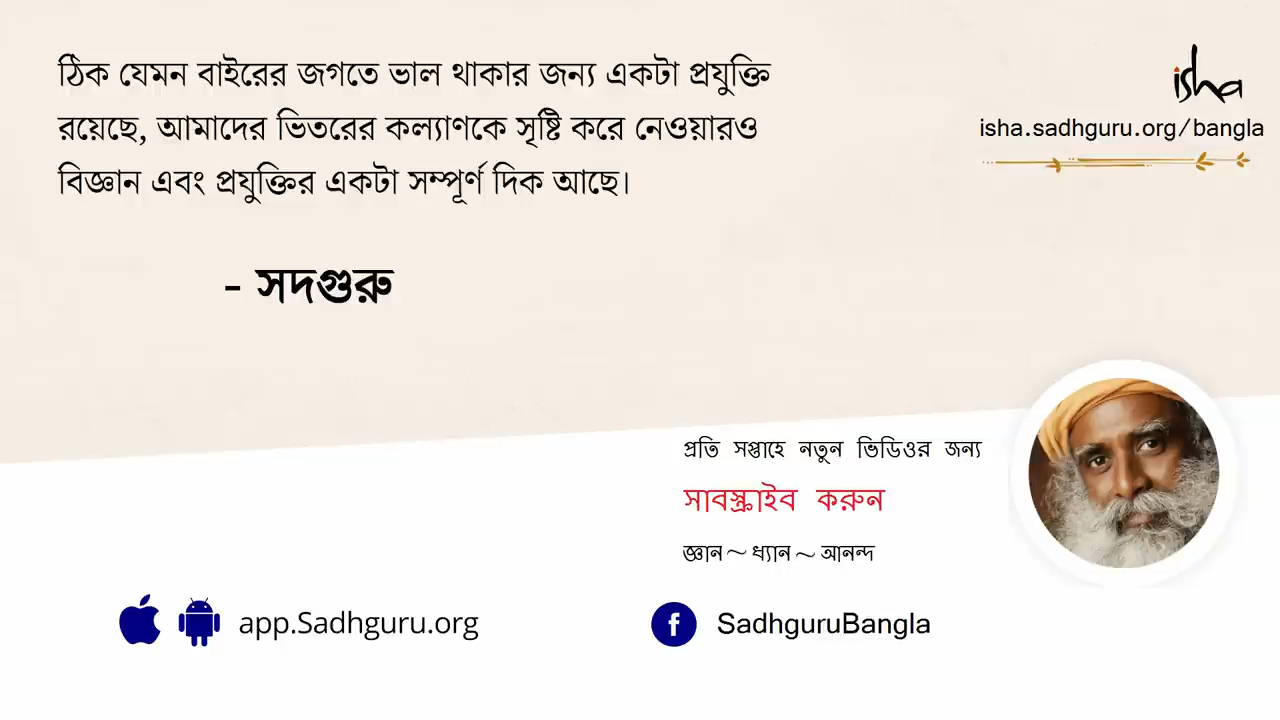 ঠিক যেমন বাইরের জগতে ভাল থাকার জন্য একটা প্রযুক্তি
রয়েছে, আমাদের ভিতরের কল্যাণকে সৃষ্টি করে নেওয়ারও
বিজ্ঞান এবং প্রযুক্তির একটা সম্পূর্ণ দিক আছে।
- সদগুরু
isha
isha.sadhguru.org/bangla
প্রতি সপ্তাহে নতুন ভিডিওর জন্য
সাবস্ক্রাইব করুন
জ্ঞান ~ ধ্যান ~ আনন্দ
app.Sadhguru.org
f SadhguruBangla